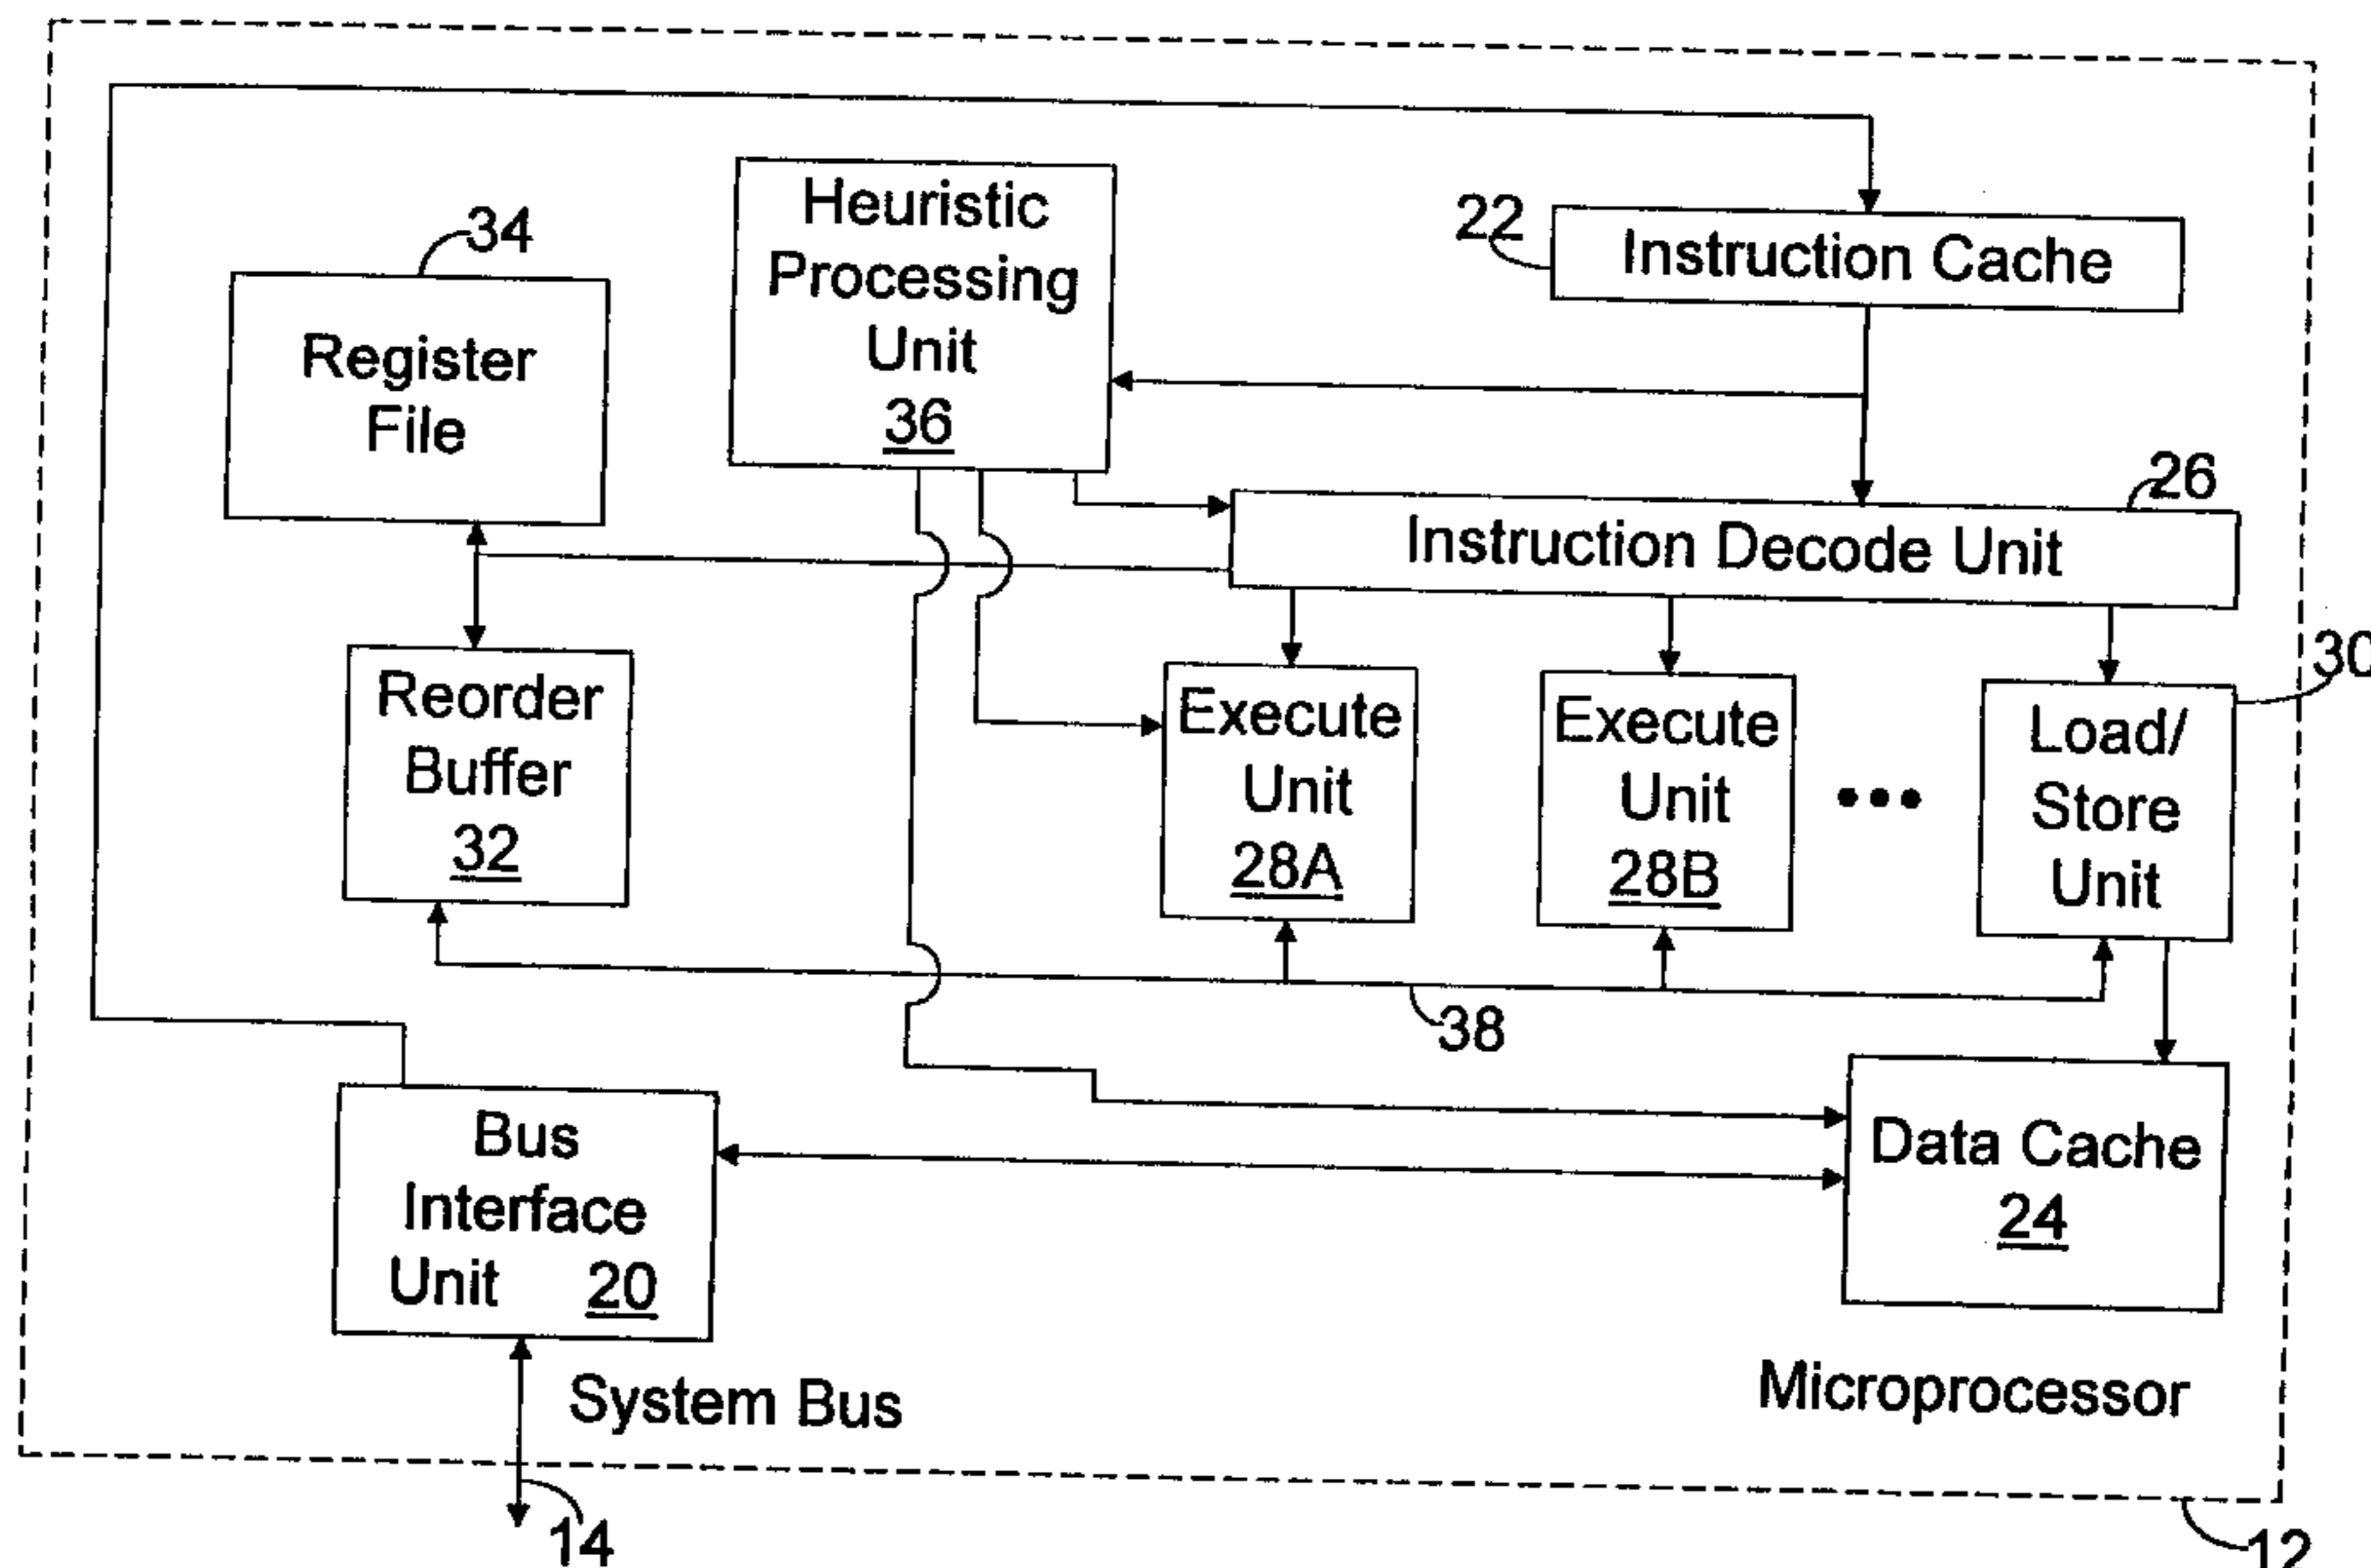 34
Register
File
Heuristic
Processing
Unit
36
22
Instruction Cache
26
Instruction Decode Unit
Reorder
Buffer
32
Execute
Unit
28A
Execute
Unit
28B
30
Load/
Store
Unit
38
Bus
Interface
Unit 20
Data Cache
24
System Bus
14
Microprocessor
12